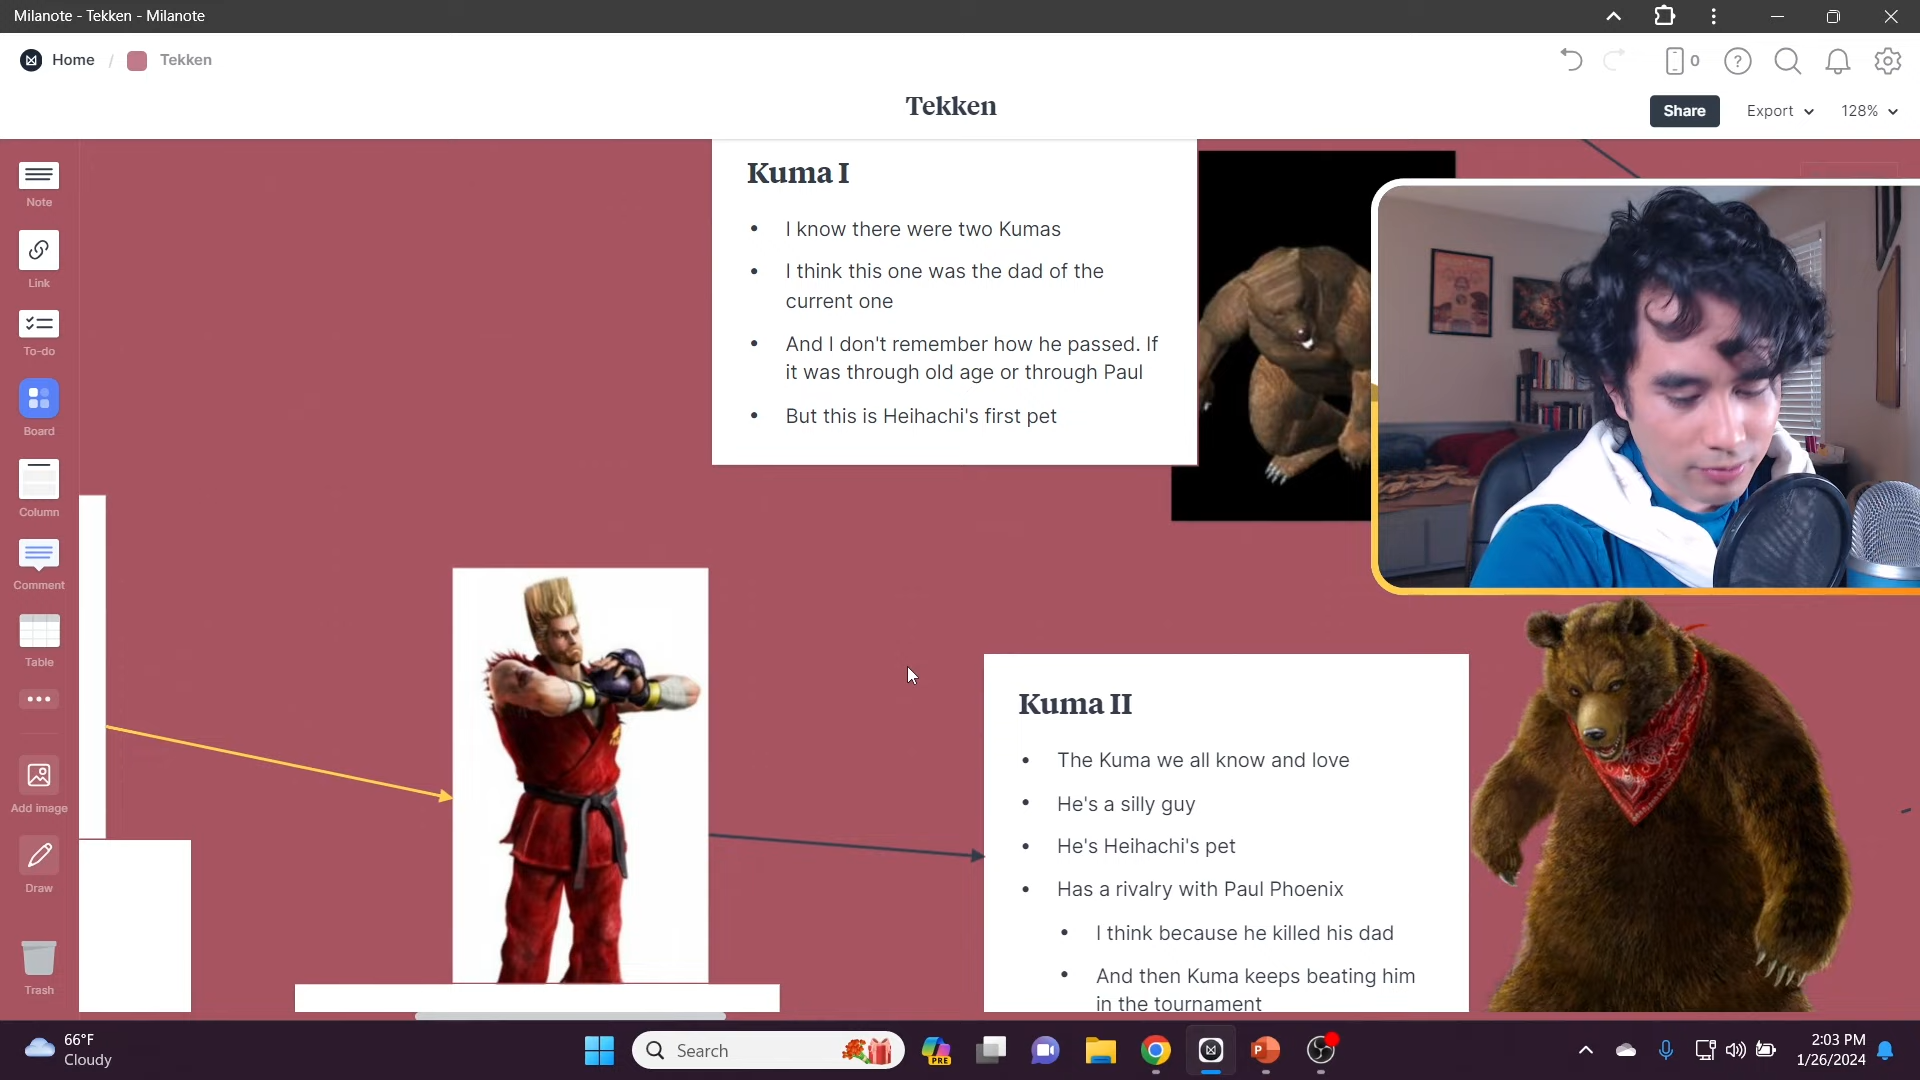 Milanote - Tekken - Milanote
Home / Tekken
0
?
Tekken
Share
Export
128%
Note
Link
To-do
Board
Column
Comment
Table
Add image
Draw
Trash
Kuma I
• I know there were two Kumas
• I think this one was the dad of the
current one
• And I don't remember how he passed. If
it was through old age or through Paul
• But this is Heihachi's first pet
Kuma II
• The Kuma we all know and love
• He's a silly guy
• He's Heihachi's pet
• Has a rivalry with Paul Phoenix
• I think because he killed his dad
• And then Kuma keeps beating him
in the tournament
66°F
Cloudy
Search
PRE
P
2:03 PM
1/26/2024